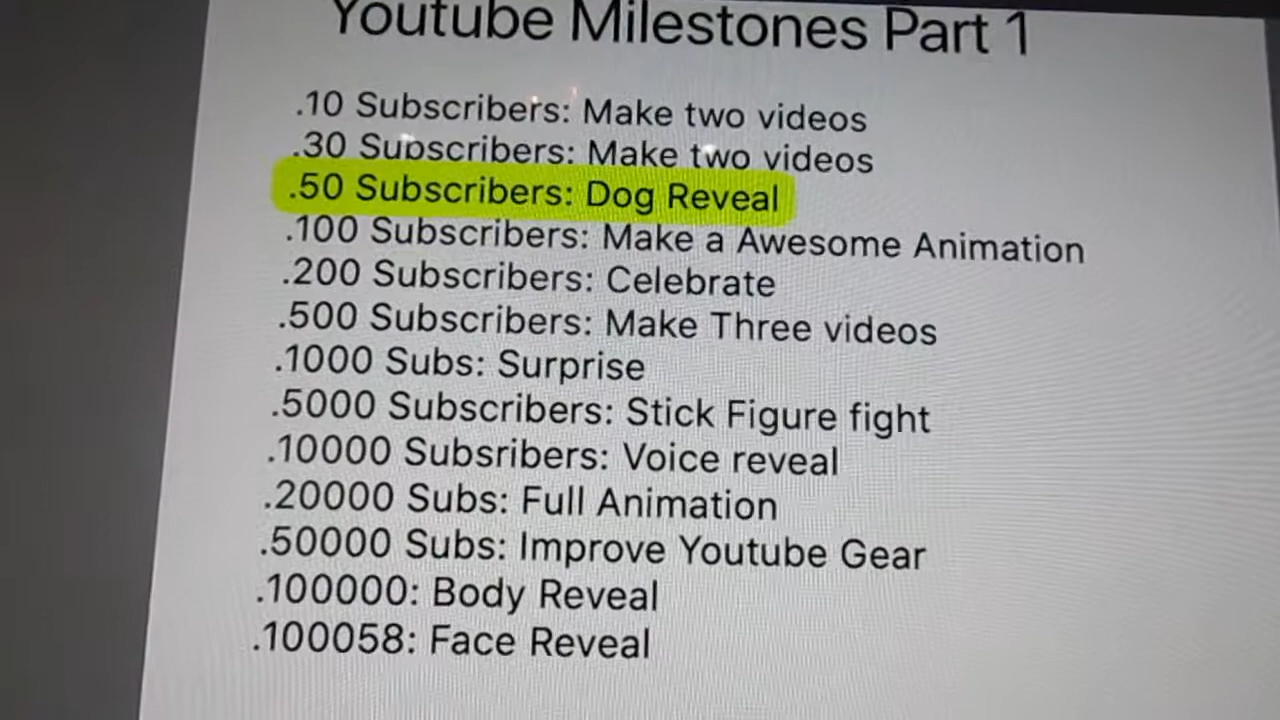 Youtube Milestones Part 1
.10 Subscribers: Make two videos
.30 Subscribers: Make two videos
.50 Subscribers: Dog Reveal
.100 Subscribers: Make a Awesome Animation
.200 Subscribers: Celebrate
.500 Subscribers: Make Three videos
.1000 Subs: Surprise
.5000 Subscribers: Stick Figure fight
.10000 Subsribers: Voice reveal
.20000 Subs: Full Animation
.50000 Subs: Improve Youtube Gear
.100000: Body Reveal
.100058: Face Reveal